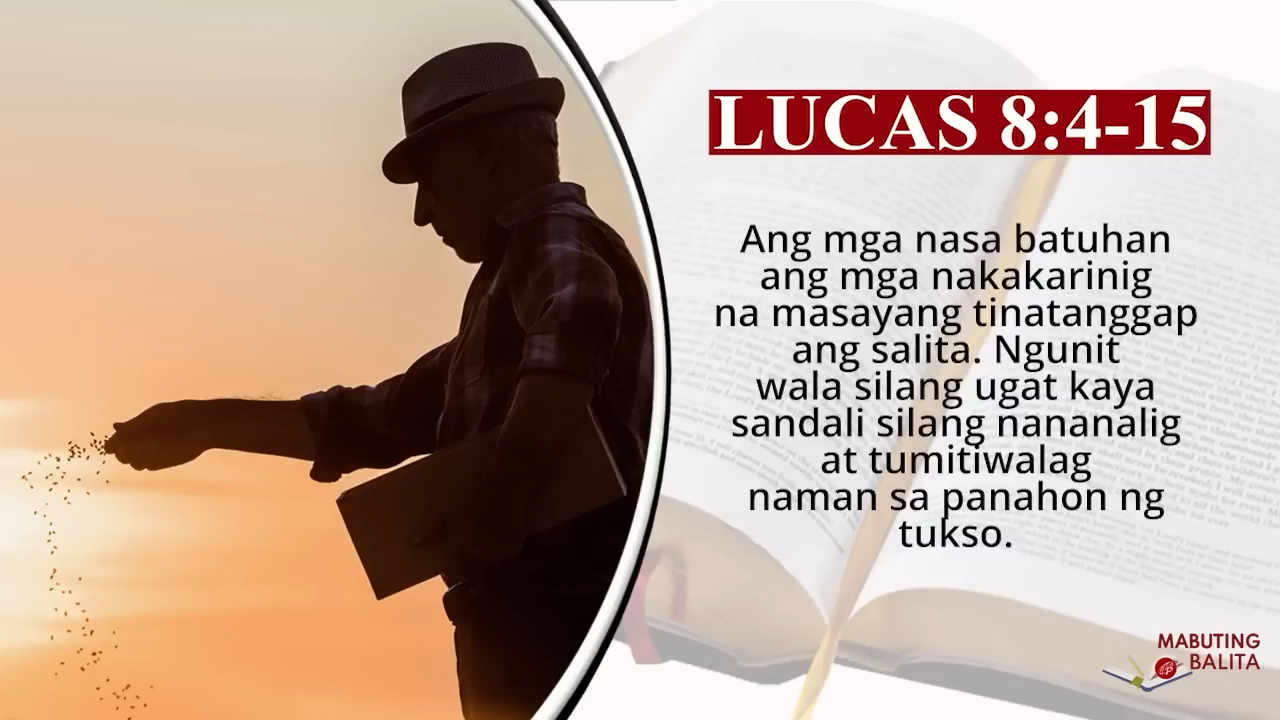 LUCAS 8:4-15
Ang mga nasa batuhan
ang mga nakakarinig
na masayang tinatanggap
ang salita. Ngunit
wala silang ugat kaya
sandali silang nananalig
at tumitiwalag
naman sa panahon ng
tukso.
MABUTING
BALITA